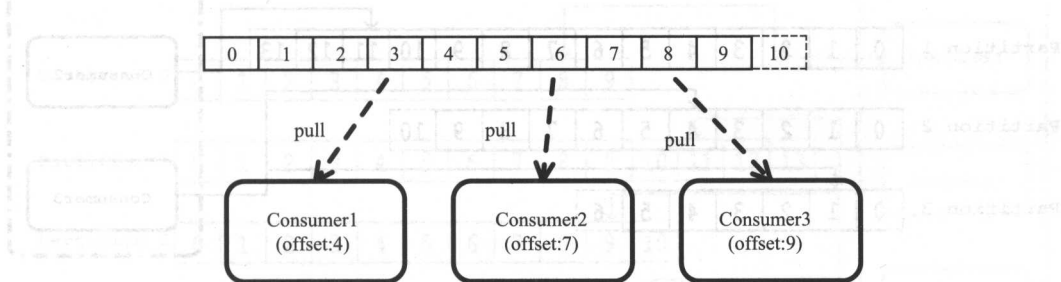 0 1 2 3 4 5 6 7 8 9 10
pull pull pull
Consumer1 Consumer2 Consumer3
(offset:4) (offset:7) (offset:9)